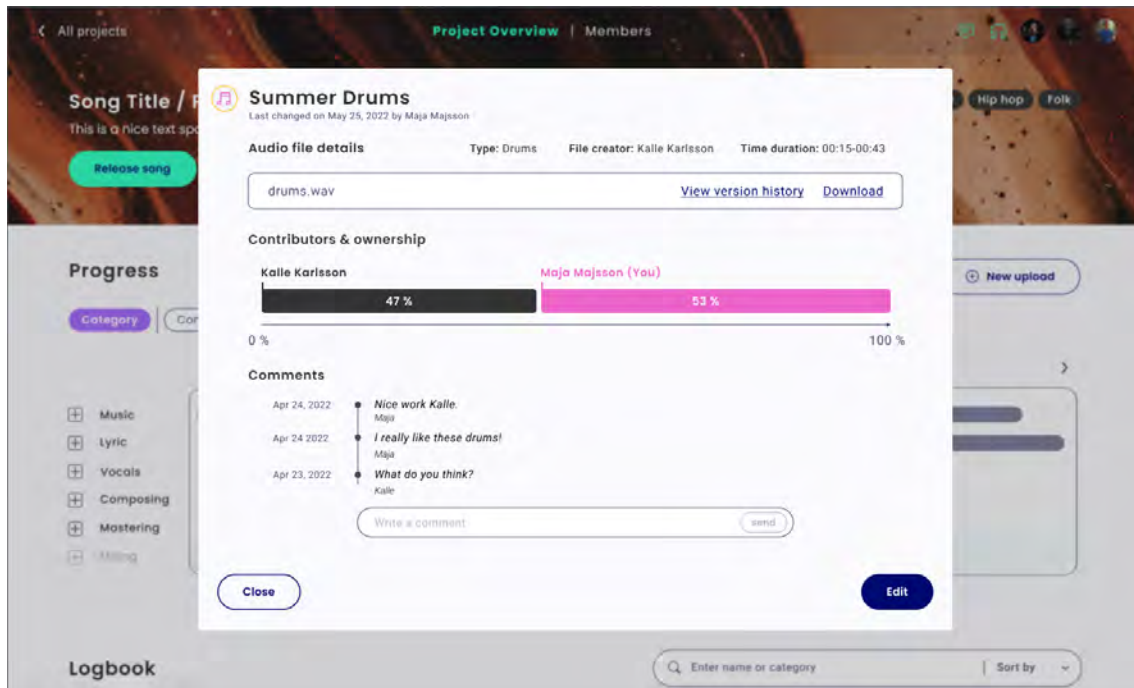 All projects
Project Overview | Members
Song Title /
This is a nice text
Hip hop Folk
Release song
Summer Drums
Last changed on May 25, 2022 by Maja Majsson
Audio file details Type: Drums File creator: Kalle Karlsson Time duration: 00:15-00:43
drums.wav View version history Download
Contributors & ownership
Kalle Karlsson Maja Majsson (You)
47 % 53 %
0 % 100 %
Comments
Apr 24, 2022 Nice work Kalle.
Maja
Apr 24 2022 I really like these drums!
Maja
Apr 23, 2022 What do you think?
Kalle
Write a comment send
Close Edit
Progress
New upload
Category
Music
Lyric
Vocals
Composing
Mastering
Mixing
Logbook
Enter name or category | Sort by